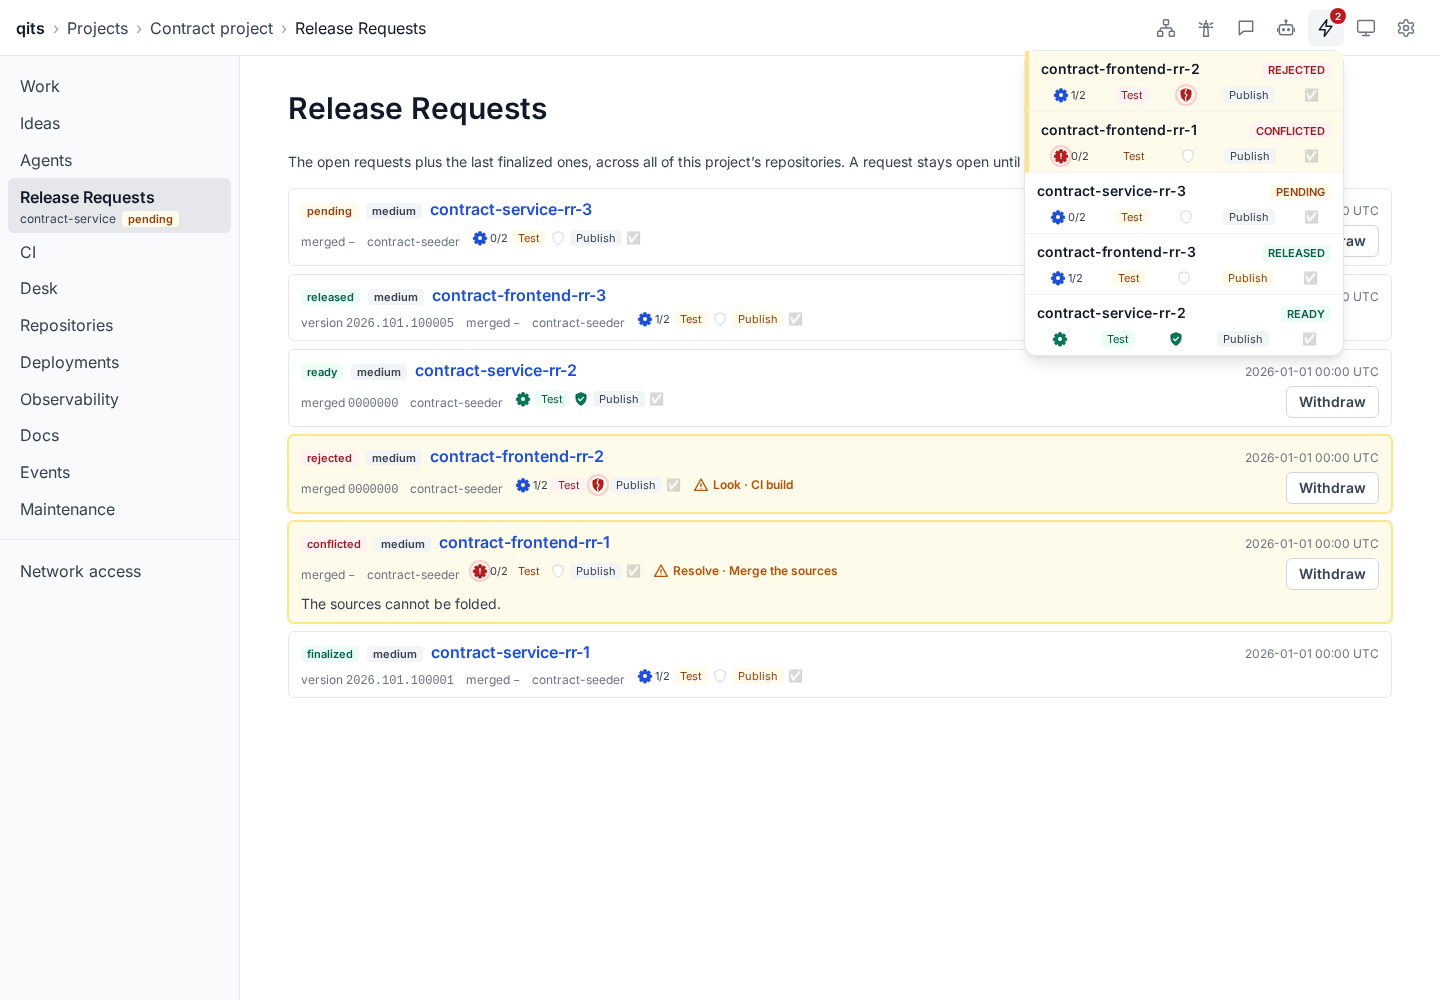 qits › Projects › Contract project › Release Requests
2
Work
Ideas
Agents
Release Requests
contract-service pending
CI
Desk
Repositories
Deployments
Observability
Docs
Events
Maintenance
Network access
Release Requests
The open requests plus the last finalized ones, across all of this project’s repositories. A request stays open until
pending medium contract-service-rr-3
0 UTC
merged – contract-seeder 0/2 Test Publish
released medium contract-frontend-rr-3
0 UTC
version 2026.101.100005 merged – contract-seeder 1/2 Test Publish
ready medium contract-service-rr-2
2026-01-01 00:00 UTC
merged 0000000 contract-seeder Test Publish
Withdraw
rejected medium contract-frontend-rr-2
2026-01-01 00:00 UTC
merged 0000000 contract-seeder 1/2 Test Publish Look · CI build
Withdraw
conflicted medium contract-frontend-rr-1
2026-01-01 00:00 UTC
merged – contract-seeder 0/2 Test Publish Resolve · Merge the sources
Withdraw
The sources cannot be folded.
finalized medium contract-service-rr-1
2026-01-01 00:00 UTC
version 2026.101.100001 merged – contract-seeder 1/2 Test Publish
contract-frontend-rr-2 REJECTED
1/2 Test Publish
contract-frontend-rr-1 CONFLICTED
0/2 Test Publish
contract-service-rr-3 PENDING
0/2 Test Publish
contract-frontend-rr-3 RELEASED
1/2 Test Publish
contract-service-rr-2 READY
Test Publish